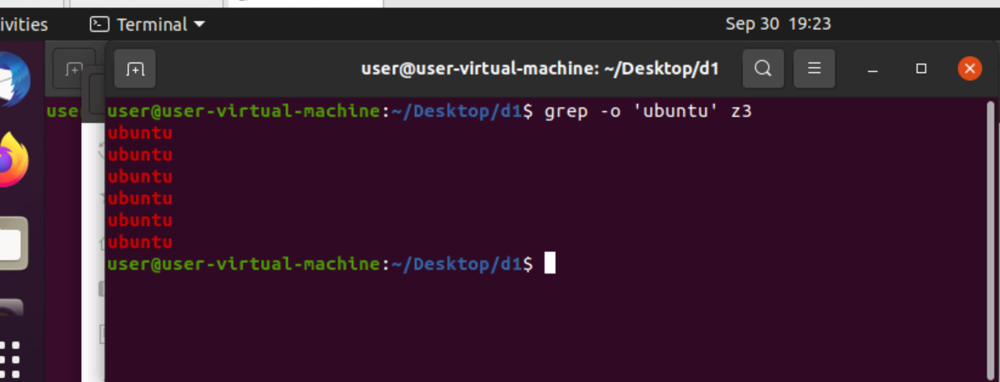 ivities
Terminal
Sep 30 19:23
user@user-virtual-machine: ~/Desktop/d1
use
user@user-virtual-machine:~/Desktop/d1$ grep -o 'ubuntu' z3
ubuntu
ubuntu
ubuntu
ubuntu
ubuntu
ubuntu
user@user-virtual-machine:~/Desktop/d1$